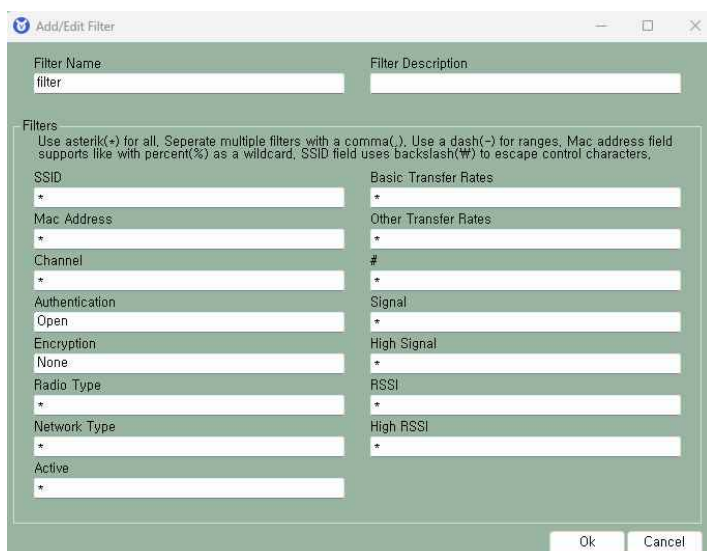 Add/Edit Filter
Filter Name
filter
Filter Description
Filters
Use asterik(*) for all, Seperate multiple filters with a comma(,), Use a dash(-) for ranges, Mac address field
supports like with percent(%) as a wildcard, SSID field uses backslash(₩) to escape control characters,
SSID
*
Mac Address
*
Channel
*
Authentication
Open
Encryption
None
Radio Type
*
Network Type
*
Active
*
Basic Transfer Rates
*
Other Transfer Rates
*
#
*
Signal
*
High Signal
*
RSSI
*
High RSSI
*
Ok
Cancel